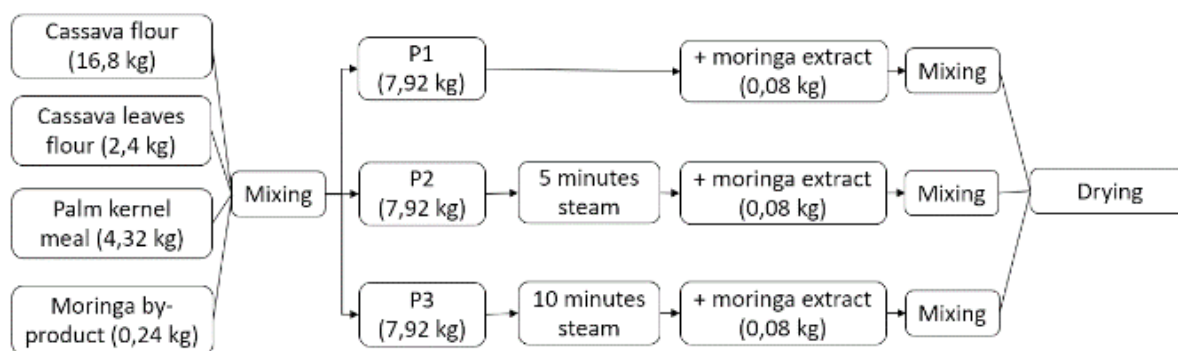 Cassava flour
(16,8 kg)
Cassava leaves
flour (2,4 kg)
Palm kernel
meal (4,32 kg)
Moringa by-
product (0,24 kg)
Mixing
P1
(7,92 kg)
+ moringa extract
(0,08 kg)
Mixing
P2
(7,92 kg)
5 minutes
steam
+ moringa extract
(0,08 kg)
Mixing
P3
(7,92 kg)
10 minutes
steam
+ moringa extract
(0,08 kg)
Mixing
Drying